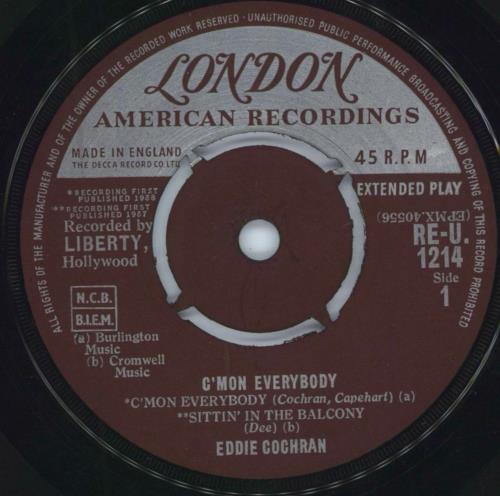 ALL RIGHTS OF THE MANUFACTURER AND OF THE OWNER OF THE RECORDED WORK RESERVED · UNAUTHORISED PUBLIC PERFORMANCE BROADCASTING AND COPYING OF THIS RECORD PROHIBITED
LONDON
AMERICAN RECORDINGS
MADE IN ENGLAND
THE DECCA RECORD CO LTD
45 R.P.M
*RECORDING FIRST
PUBLISHED 1958
**RECORDING FIRST
PUBLISHED 1957
EXTENDED PLAY
(EPMX.40556)
Recorded by
LIBERTY,
Hollywood
RE-U.
1214
Side
1
N.C.B.
B.I.E.M.
(a) Burlington
Music
(b) Cromwell
Music
C'MON EVERYBODY
*C'MON EVERYBODY (Cochran, Capehart) (a)
**SITTIN' IN THE BALCONY
(Dee) (b)
EDDIE COCHRAN